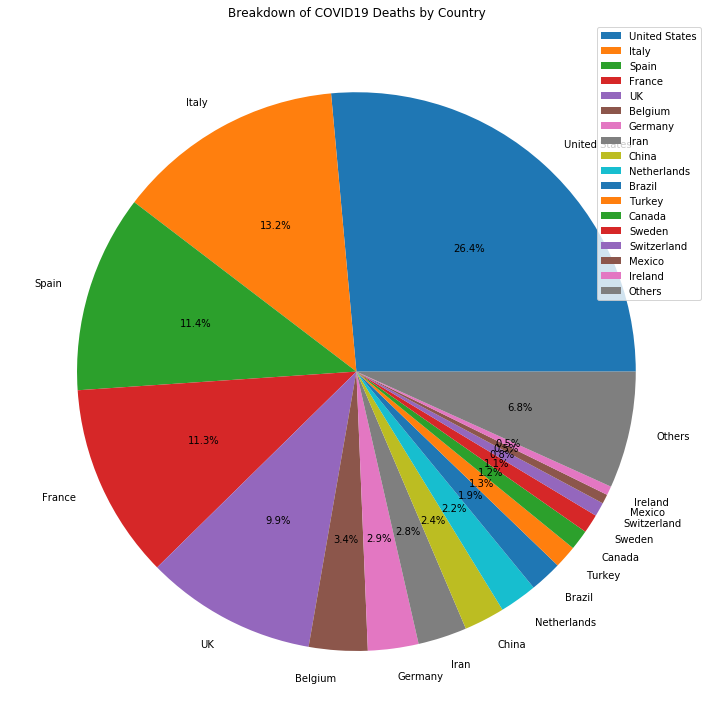 Breakdown of COVID19 Deaths by Country
United States
Italy
Spain
France
UK
Belgium
Germany
Iran
China
Netherlands
Brazil
Turkey
Canada
Sweden
Switzerland
Mexico
Ireland
Others
United States
26.4%
Italy
13.2%
Spain
11.4%
France
11.3%
UK
9.9%
Belgium
3.4%
Germany
2.9%
Iran
2.8%
China
2.4%
Netherlands
2.2%
Brazil
1.9%
Turkey
1.3%
Canada
1.2%
Sweden
1.1%
Switzerland
0.8%
Mexico
0.5%
Ireland
0.5%
Others
6.8%